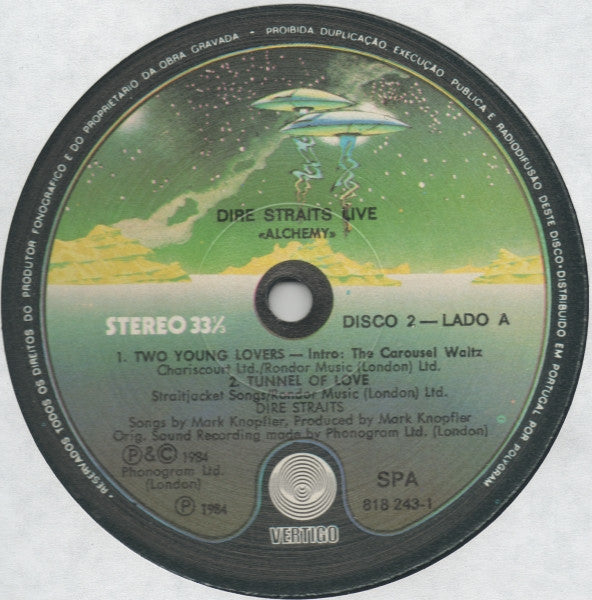 • RESERVADOS TODOS OS DIREITOS DO PRODUTOR FONOGRÁFICO E DO PROPRIETÁRIO DA OBRA GRAVADA • PROIBIDA DUPLICAÇÃO, EXECUÇÃO PÚBLICA E RADIODIFUSÃO DESTE DISCO • DISTRIBUIDO EM PORTUGAL POR POLYGRAM
DIRE STRAITS LIVE
«ALCHEMY»
STEREO 33⅓
DISCO 2 — LADO A
1. TWO YOUNG LOVERS — Intro: The Carousel Waltz
Chariscourt Ltd./Rondor Music (London) Ltd.
2. TUNNEL OF LOVE
Straitjacket Songs/Rondor Music (London) Ltd.
DIRE STRAITS
Songs by Mark Knopfler, Produced by Mark Knopfler
Orig. Sound Recording made by Phonogram Ltd. (London)
Ⓟ&Ⓒ 1984
Phonogram Ltd.
(London)
Ⓟ 1984
SPA
818 243-1
VERTIGO